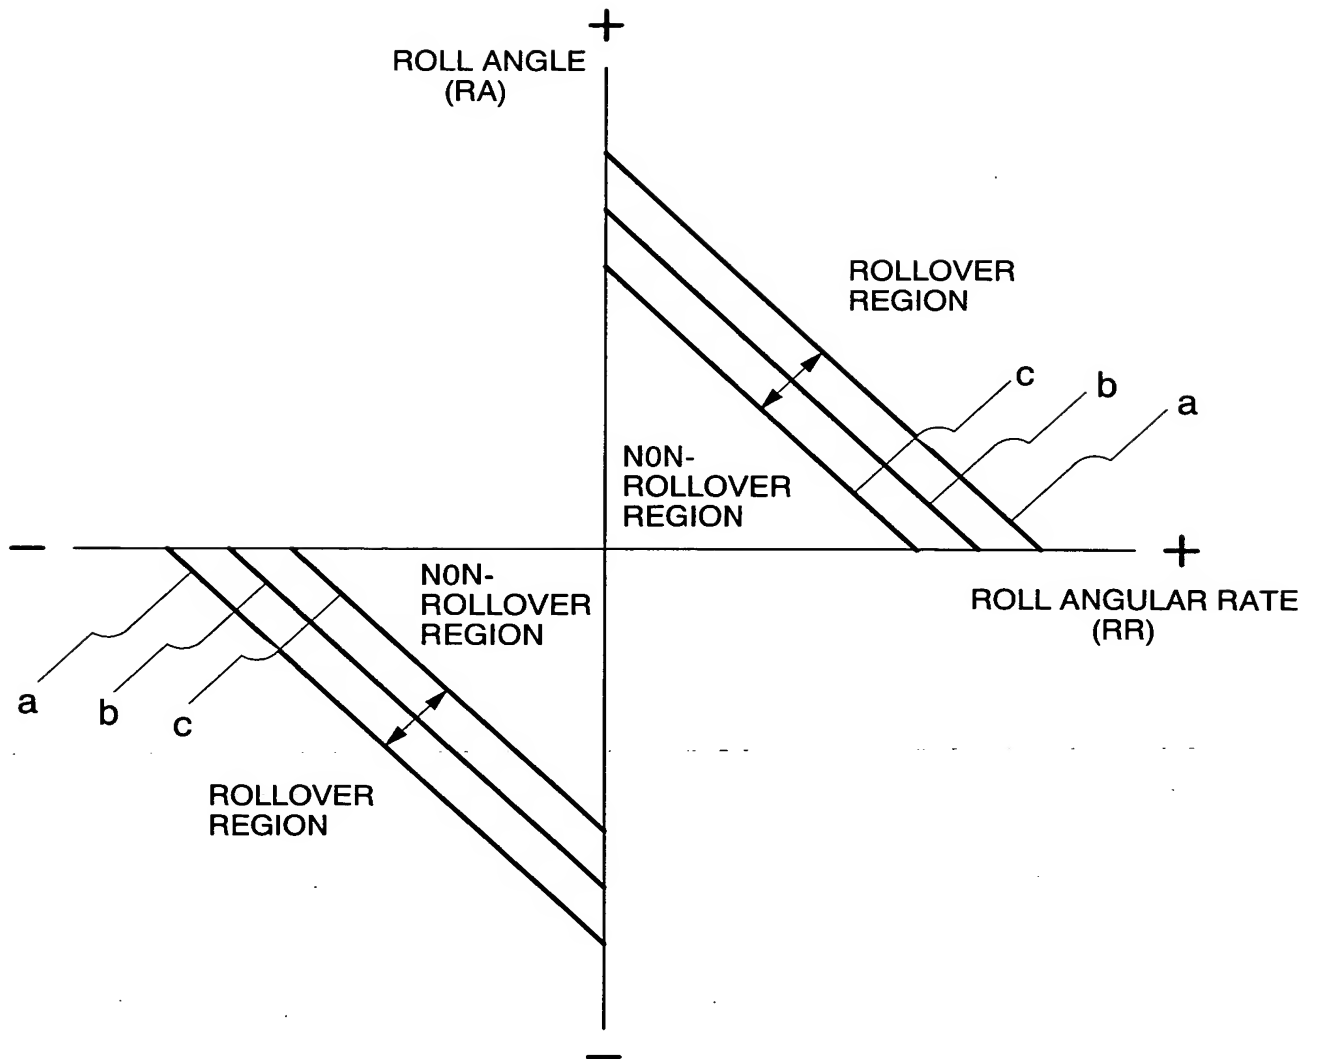 +
ROLL ANGLE
(RA)
ROLLOVER
REGION
c
b
a
N0N-
ROLLOVER
REGION
−
+
N0N-
ROLLOVER
REGION
ROLL ANGULAR RATE
(RR)
a
b
c
ROLLOVER
REGION
−